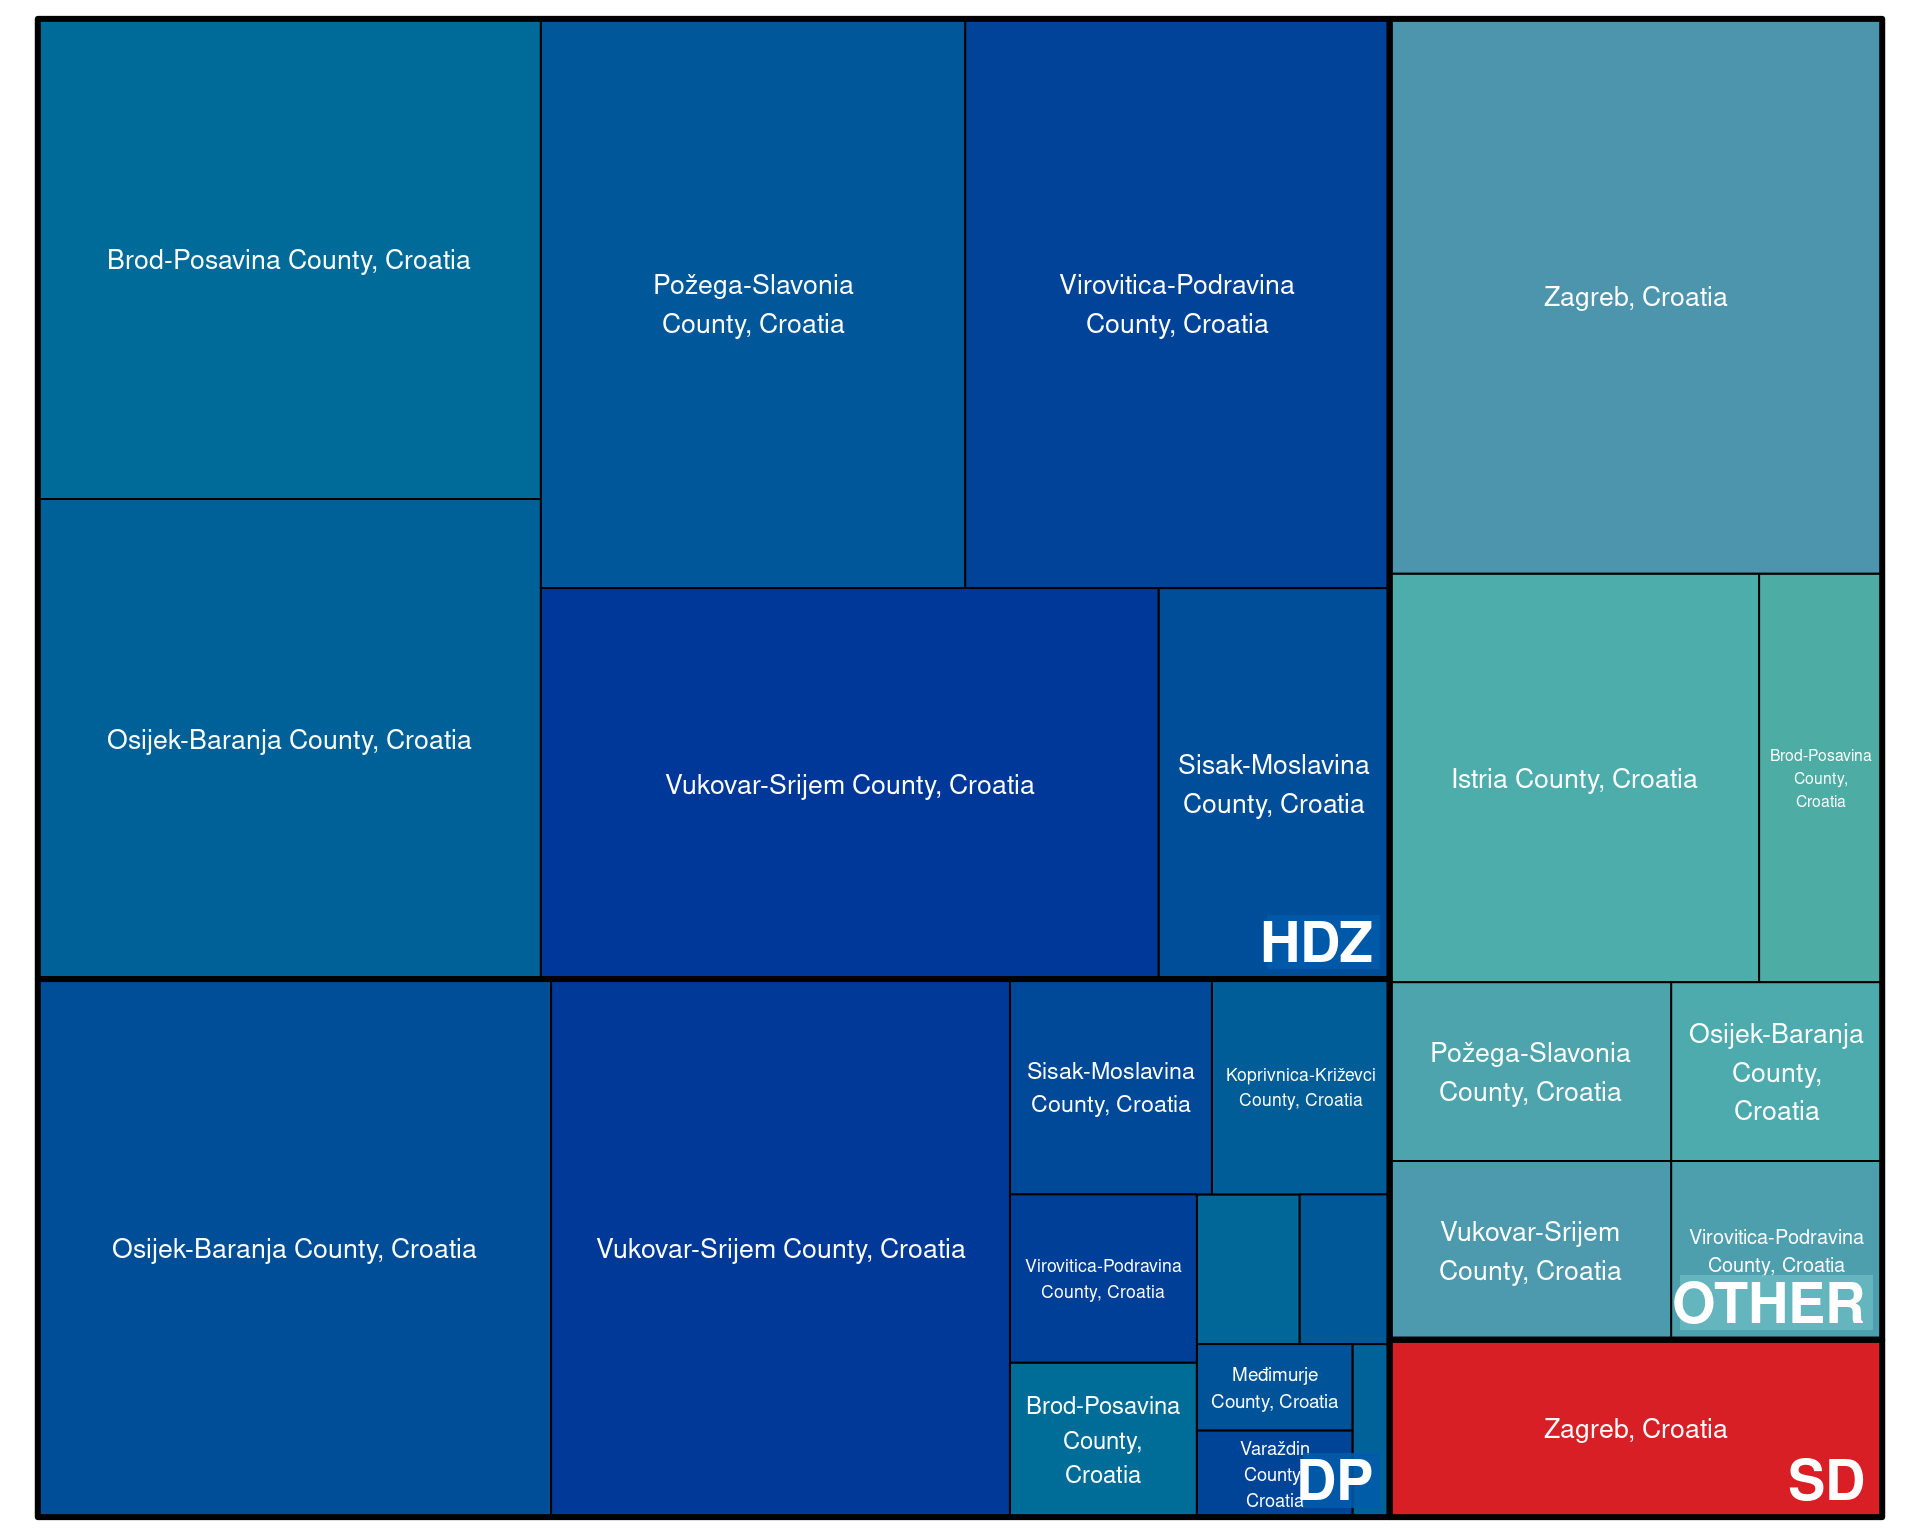 Brod-Posavina County, Croatia
Požega-Slavonia
County, Croatia
Virovitica-Podravina
County, Croatia
Osijek-Baranja County, Croatia
Vukovar-Srijem County, Croatia
Sisak-Moslavina
County, Croatia
HDZ
Osijek-Baranja County, Croatia
Vukovar-Srijem County, Croatia
Sisak-Moslavina
County, Croatia
Koprivnica-Križevci
County, Croatia
Virovitica-Podravina
County, Croatia
Brod-Posavina
County,
Croatia
Međimurje
County, Croatia
Varaždin
County,
Croatia
DP
Zagreb, Croatia
Istria County, Croatia
Brod-Posavina
County,
Croatia
Požega-Slavonia
County, Croatia
Osijek-Baranja
County,
Croatia
Vukovar-Srijem
County, Croatia
Virovitica-Podravina
County, Croatia
OTHER
Zagreb, Croatia
SD